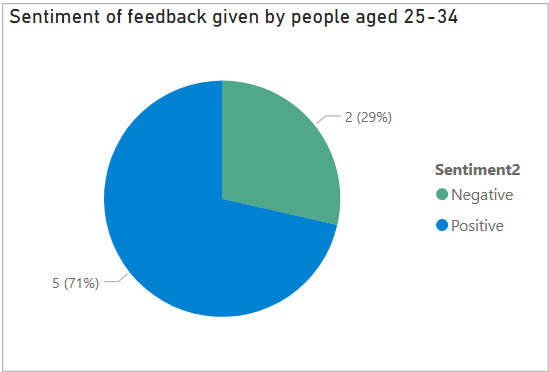 Sentiment of feedback given by people aged 25-34
2 (29%)
Sentiment2
Negative
Positive
5 (71%)